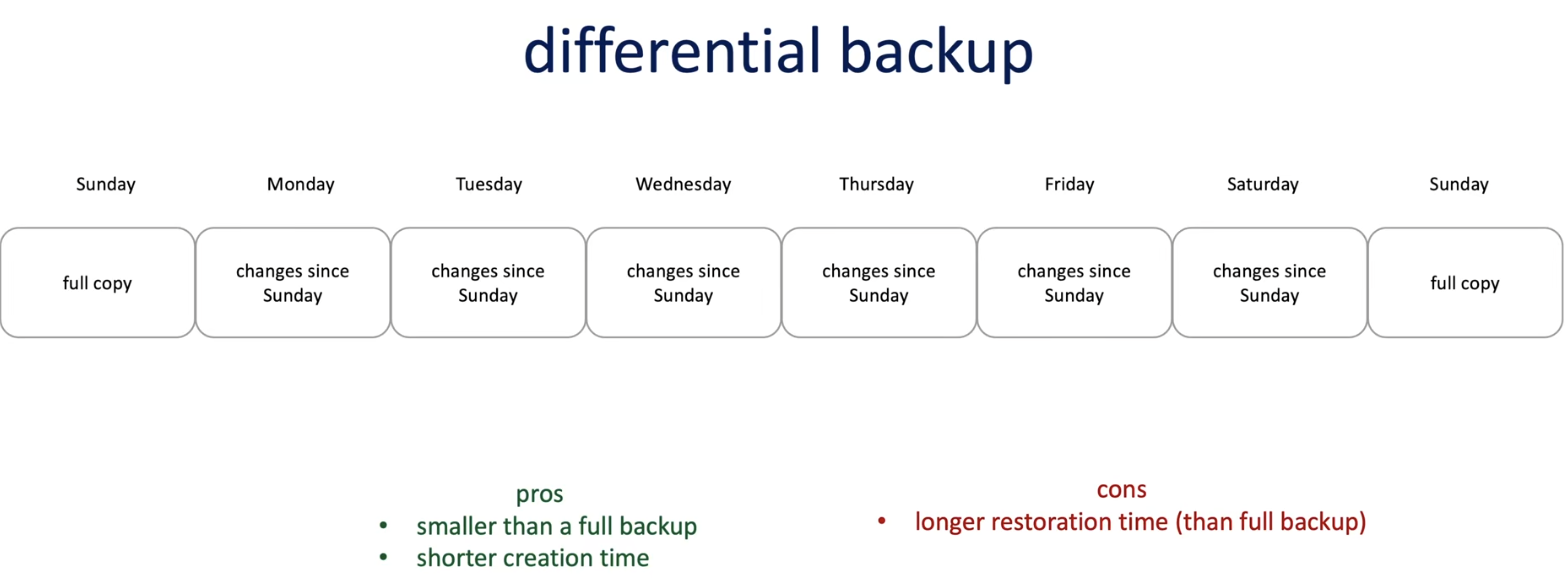 differential backup
Sunday Monday Tuesday Wednesday Thursday Friday Saturday Sunday
full copy
changes since
Sunday
changes since
Sunday
changes since
Sunday
changes since
Sunday
changes since
Sunday
changes since
Sunday
full copy
pros
• smaller than a full backup
• shorter creation time
cons
• longer restoration time (than full backup)